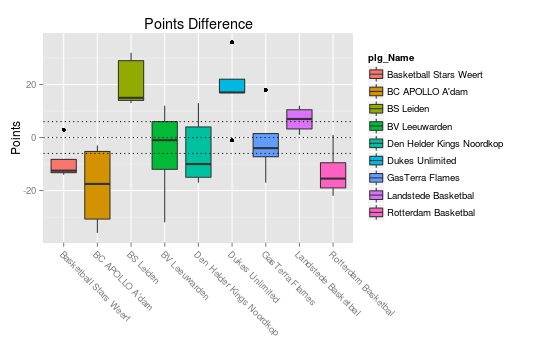 Points Difference
Points
20
0
-20
Basketball Stars Weert
BC APOLLO A'dam
BS Leiden
BV Leeuwarden
Den Helder Kings Noordkop
Dukes Unlimited
GasTerra Flames
Landstede Basketbal
Rotterdam Basketbal
plg_Name
Basketball Stars Weert
BC APOLLO A'dam
BS Leiden
BV Leeuwarden
Den Helder Kings Noordkop
Dukes Unlimited
GasTerra Flames
Landstede Basketbal
Rotterdam Basketbal